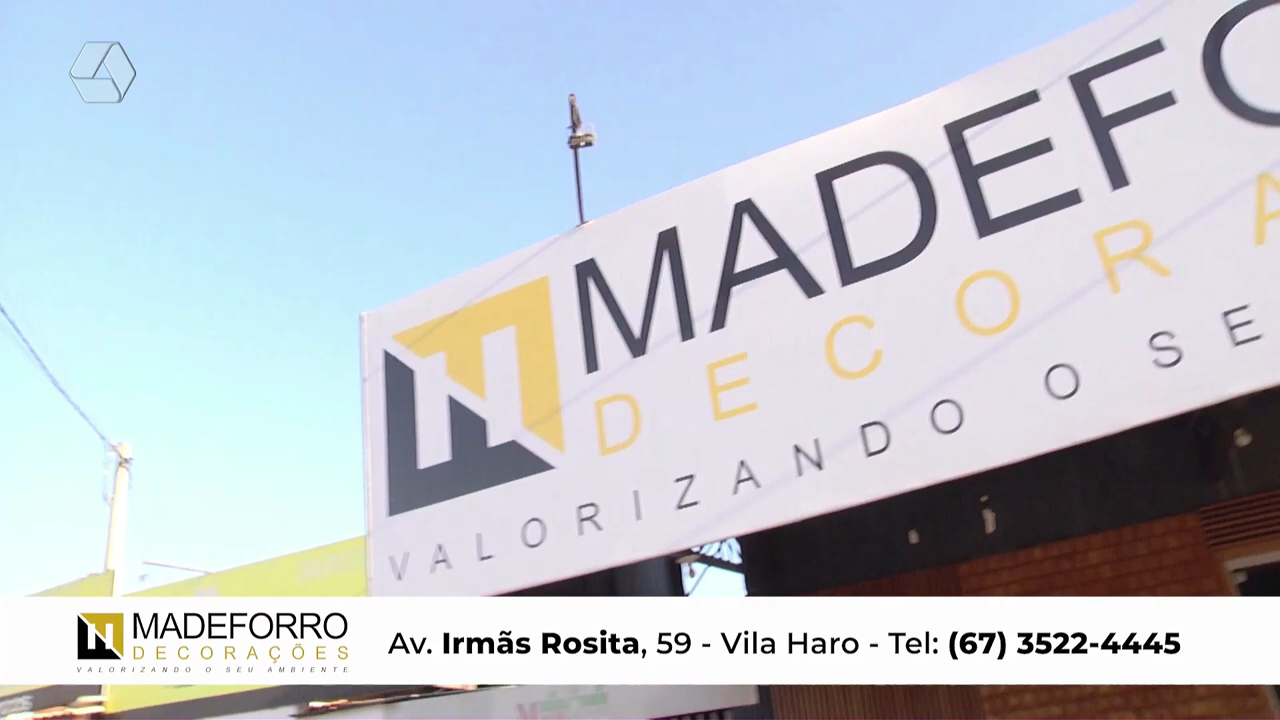 MADEFO
DECORA
VALORIZANDO O SE
MADEFORRO
DECORAÇÕES
VALORIZANDO O SEU AMBIENTE
Av. Irmãs Rosita, 59 - Vila Haro - Tel: (67) 3522-4445